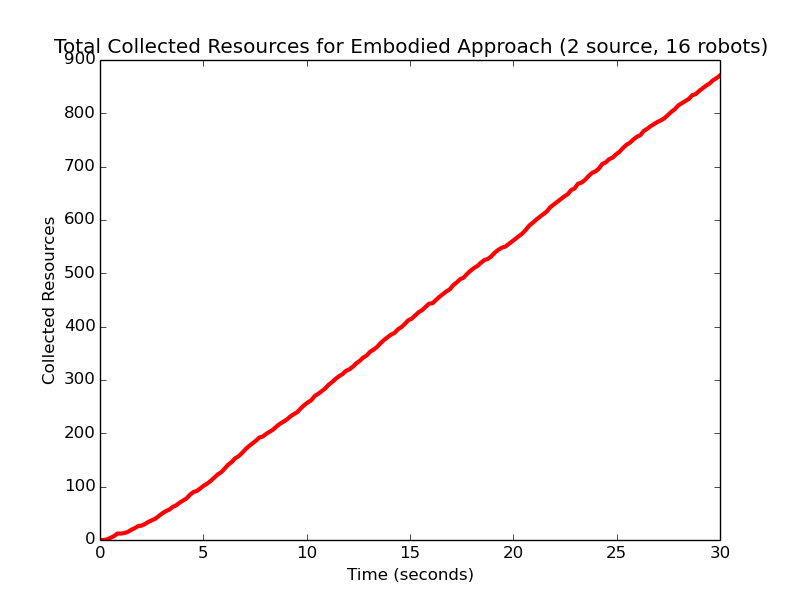 Total Collected Resources for Embodied Approach (2 source, 16 robots)
900
800
700
600
500
400
300
200
100
0
Collected Resources
0 5 10 15 20 25 30
Time (seconds)